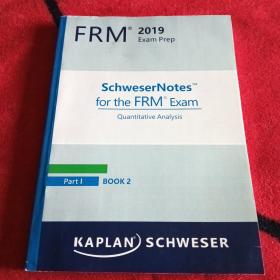 FRM® 2019
Exam Prep
SchweserNotes™
for the FRM® Exam
Quantitative Analysis
Part I BOOK 2
KAPLAN SCHWESER